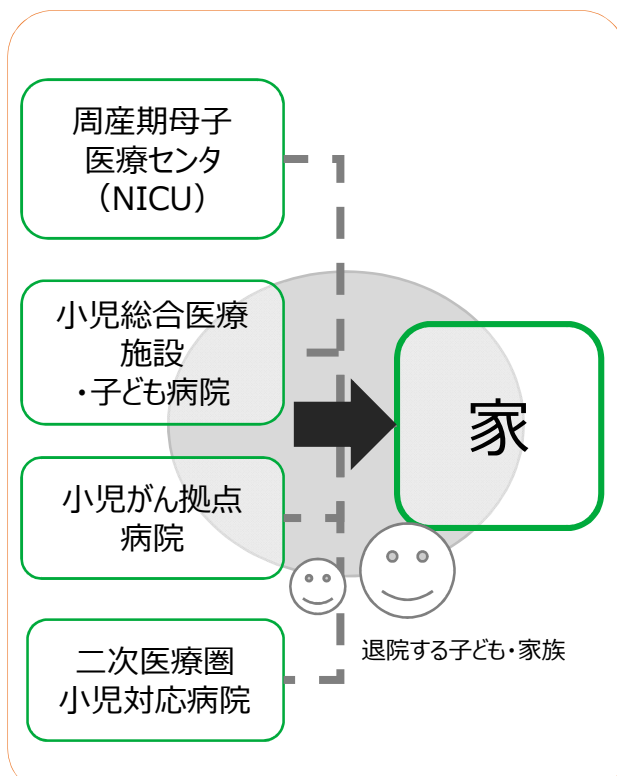 周産期母子
医療センタ
（NICU）
小児総合医療
施設
・子ども病院
小児がん拠点
病院
二次医療圏
小児対応病院
家
退院する子ども・家族